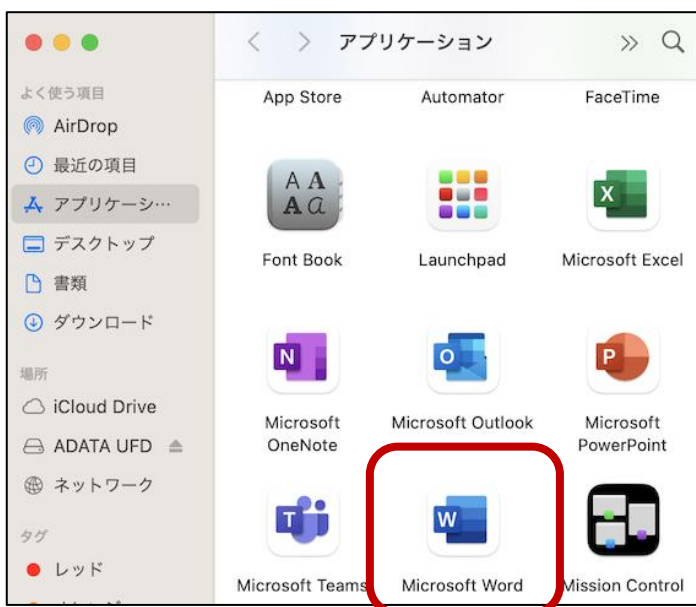 アプリケーション
よく使う項目
AirDrop
最近の項目
アプリケーシ…
デスクトップ
書類
ダウンロード
場所
iCloud Drive
ADATA UFD
ネットワーク
タグ
レッド
App Store
Automator
FaceTime
A A
A a
Font Book
Launchpad
X
Microsoft Excel
N
Microsoft
OneNote
O
Microsoft Outlook
P
Microsoft
PowerPoint
T
Microsoft Teams
W
Microsoft Word
Mission Control